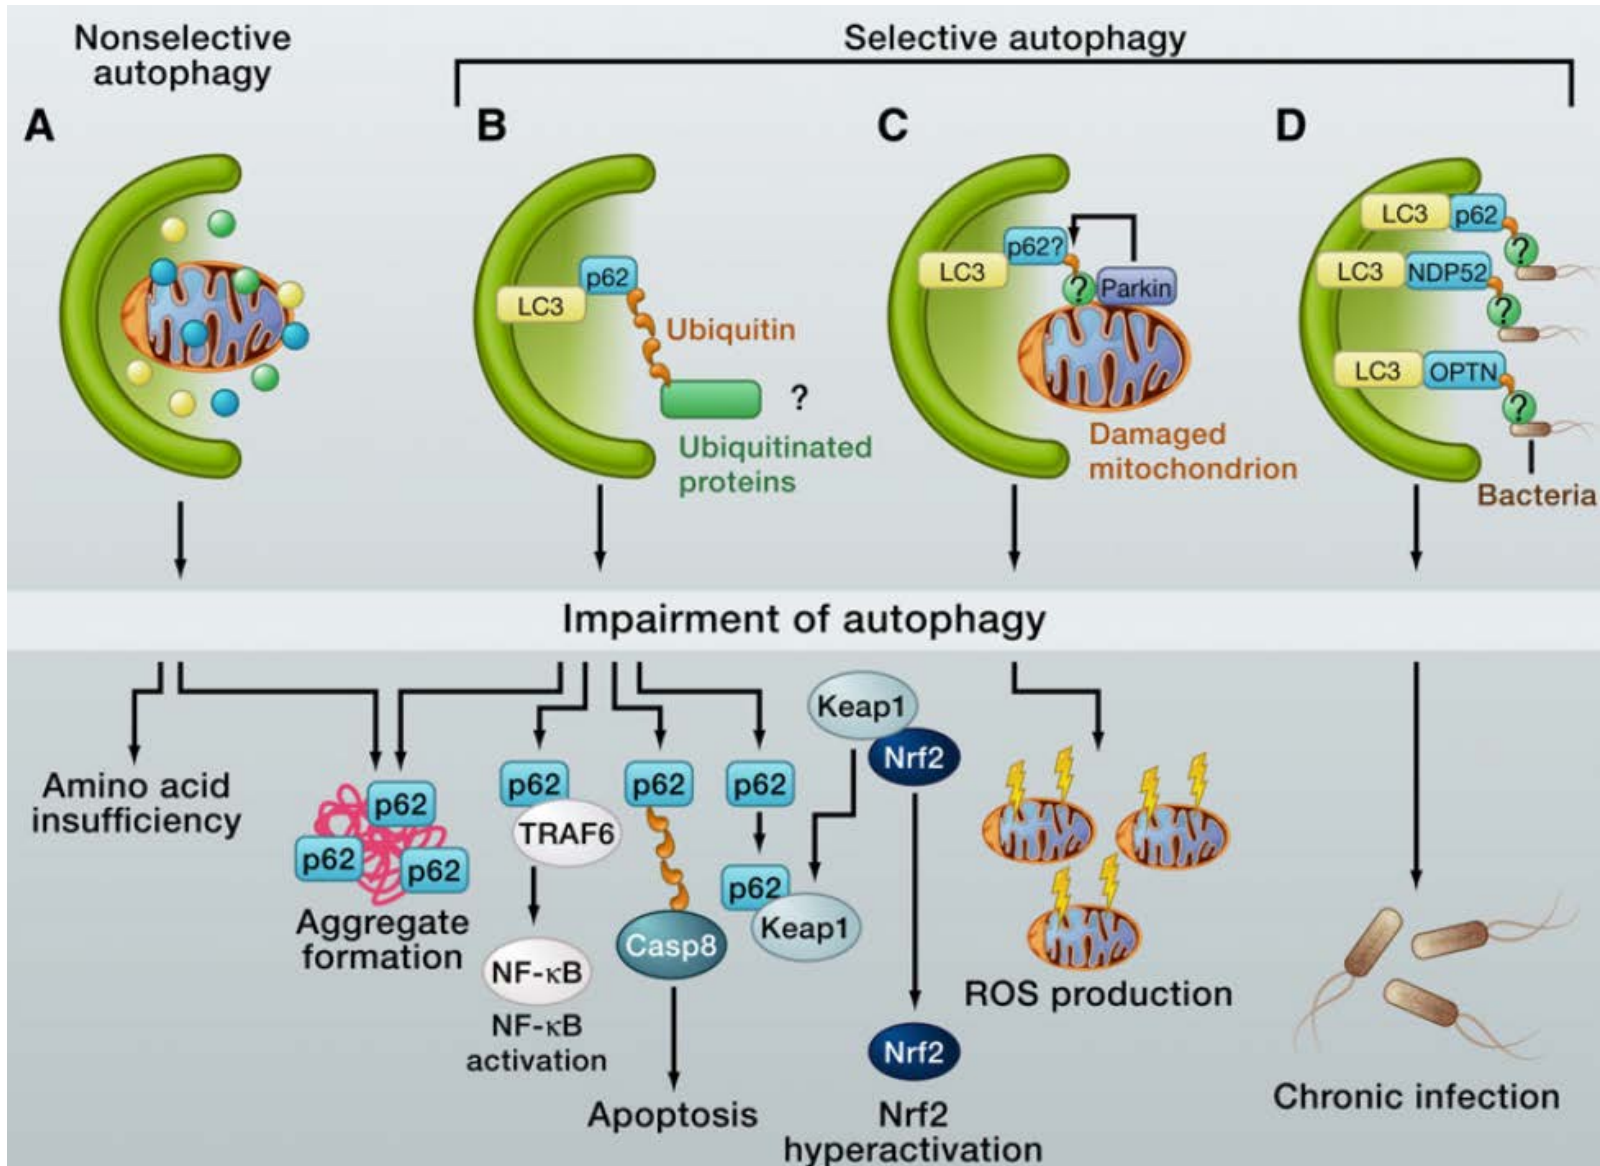 Nonselective
autophagy
Selective autophagy
A
B
C
D
LC3
p62
Ubiquitin
?
Ubiquitinated
proteins
LC3
p62?
?
Parkin
Damaged
mitochondrion
LC3
p62
?
LC3
NDP52
?
LC3
OPTN
?
Bacteria
Impairment of autophagy
Amino acid
insufficiency
p62
p62
p62
Aggregate
formation
p62
TRAF6
NF-κB
NF-κB
activation
p62
Casp8
Apoptosis
p62
p62
Keap1
Keap1
Nrf2
Nrf2
Nrf2
hyperactivation
ROS production
Chronic infection